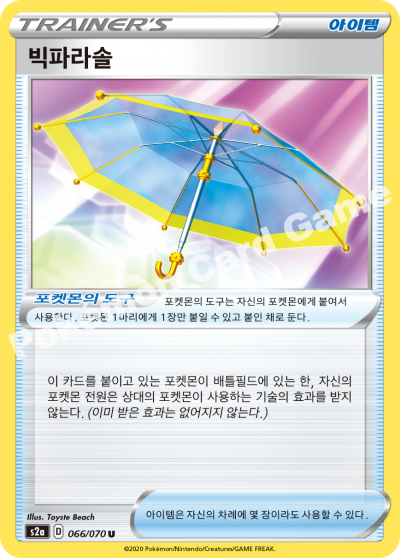 TRAINER'S
아이템
빅파라솔
포켓몬의 도구 포켓몬의 도구는 자신의 포켓몬에게 붙여서
사용한다. 포켓몬 1마리에게 1장만 붙일 수 있고 붙인 채로 둔다.
이 카드를 붙이고 있는 포켓몬이 배틀필드에 있는 한, 자신의
포켓몬 전원은 상대의 포켓몬이 사용하는 기술의 효과를 받지
않는다. (이미 받은 효과는 없어지지 않는다.)
Illus. Toyste Beach
s2a D 066/070 U
아이템은 자신의 차례에 몇 장이라도 사용할 수 있다.
©2020 Pokémon/Nintendo/Creatures/GAME FREAK.
Pokémon Card Game